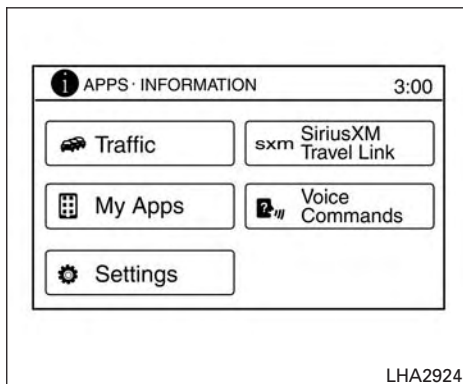 i APPS · INFORMATION 3:00
Traffic
sxm SiriusXM
Travel Link
My Apps
? Voice
Commands
Settings
LHA2924